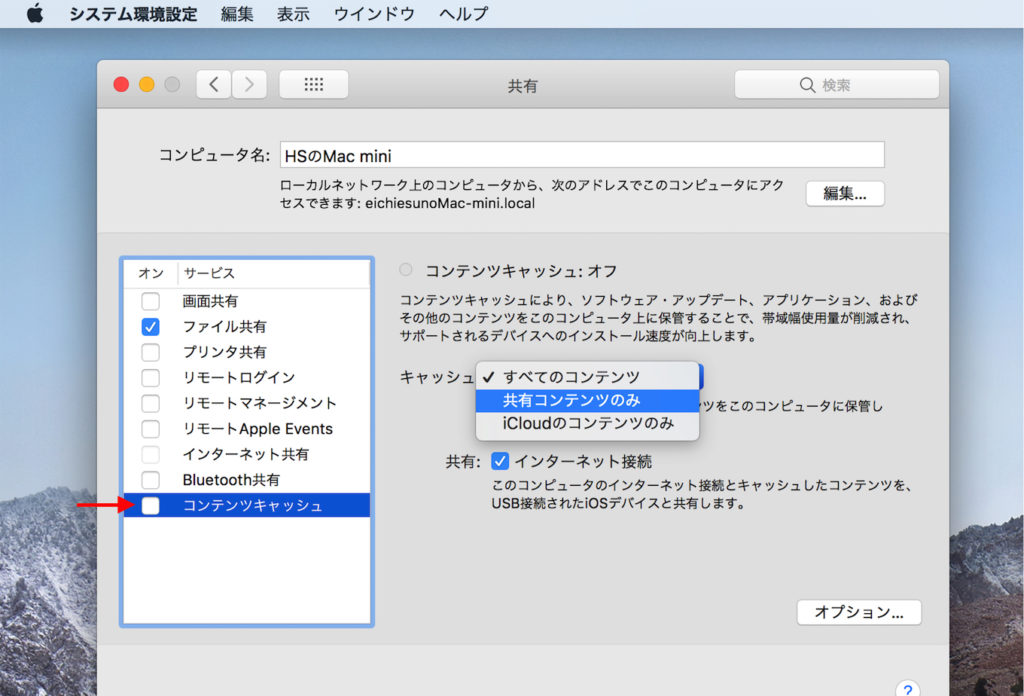 システム環境設定 編集 表示 ウインドウ ヘルプ
共有
検索
コンピュータ名: HSのMac mini
ローカルネットワーク上のコンピュータから、次のアドレスでこのコンピュータにアク
セスできます: eichiesunoMac-mini.local
編集...
オン サービス
画面共有
ファイル共有
プリンタ共有
リモートログイン
リモートマネージメント
リモートApple Events
インターネット共有
Bluetooth共有
コンテンツキャッシュ
コンテンツキャッシュ: オフ
コンテンツキャッシュにより、ソフトウェア・アップデート、アプリケーション、および
その他のコンテンツをこのコンピュータ上に保管することで、帯域幅使用量が削減され、
サポートされるデバイスへのインストール速度が向上します。
キャッシュ
✓ すべてのコンテンツ
共有コンテンツのみ
iCloudのコンテンツのみ
ツをこのコンピュータに保管し
共有: インターネット接続
このコンピュータのインターネット接続とキャッシュしたコンテンツを、
USB接続されたiOSデバイスと共有します。
オプション...
?